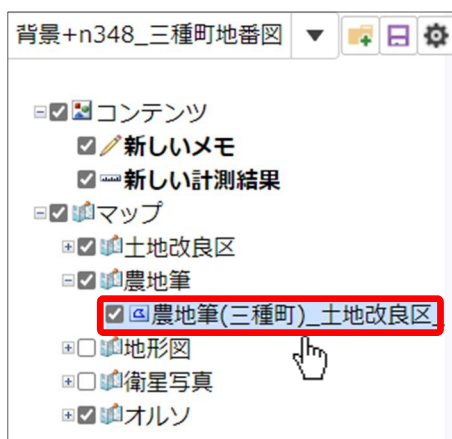 背景+n348_三種町地番図
コンテンツ
新しいメモ
新しい計測結果
マップ
土地改良区
農地筆
農地筆(三種町)_土地改良区_
地形図
衛星写真
オルソ